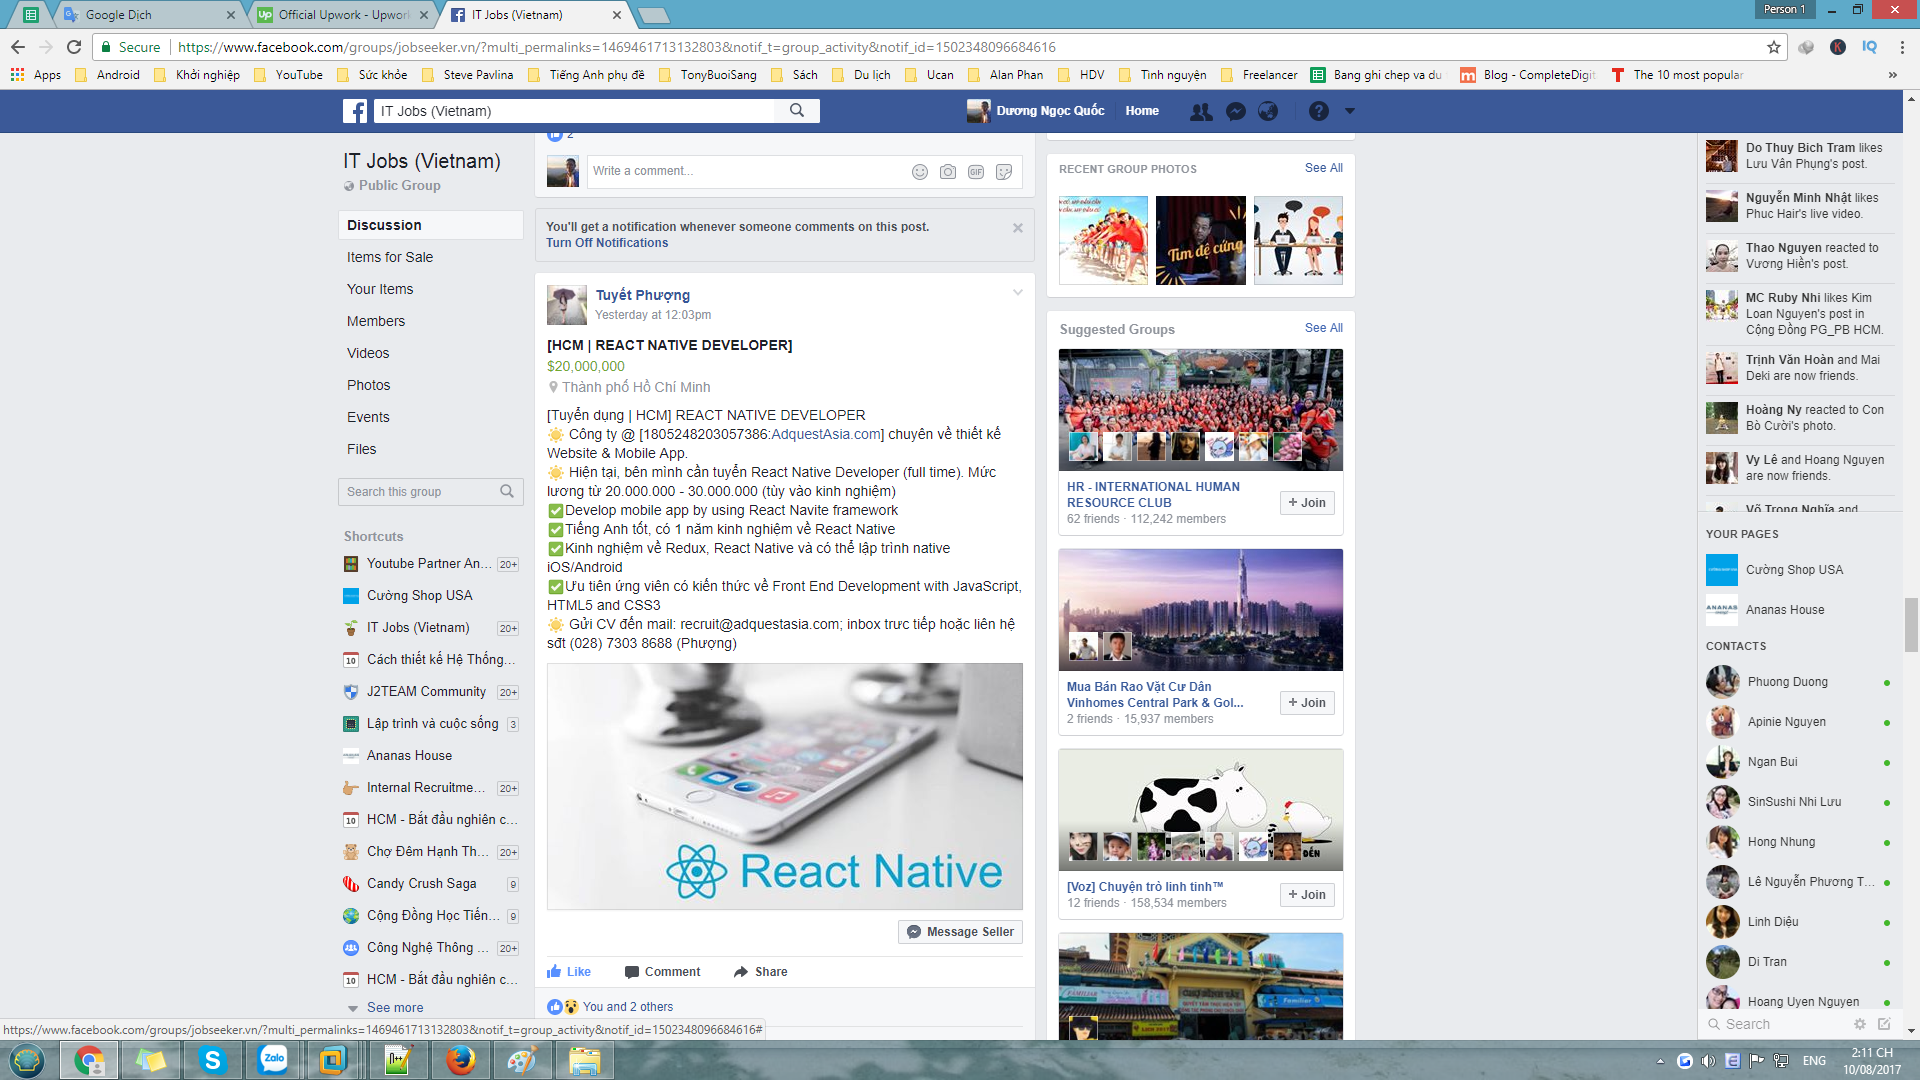 Google Dịch
Official Upwork - Upwor
IT Jobs (Vietnam)
Person 1
Secure
https://www.facebook.com/groups/jobseeker.vn/?multi_permalinks=1469461713132803&notif_t=group_activity&notif_id=1502348096684616
Apps
Android
Khởi nghiệp
YouTube
Sức khỏe
Steve Pavlina
Tiếng Anh phụ đề
TonyBuoiSang
Sách
Du lịch
Ucan
Alan Phan
HDV
Tình nguyện
Freelancer
Bang ghi chep va du
Blog - CompleteDigit
The 10 most popular
IT Jobs (Vietnam)
Dương Ngọc Quốc
Home
IT Jobs (Vietnam)
Public Group
Discussion
Items for Sale
Your Items
Members
Videos
Photos
Events
Files
Search this group
Shortcuts
Youtube Partner An... 20+
Cường Shop USA
IT Jobs (Vietnam) 20+
Cách thiết kế Hệ Thống...
J2TEAM Community 20+
Lập trình và cuộc sống 3
Ananas House
Internal Recruitme... 20+
HCM - Bắt đầu nghiên c...
Chợ Đêm Hạnh Th... 20+
Candy Crush Saga 9
Cộng Đồng Học Tiến... 9
Công Nghệ Thông ... 20+
HCM - Bắt đầu nghiên c...
See more
2
Write a comment...
GIF
You'll get a notification whenever someone comments on this post.
Turn Off Notifications
Tuyết Phượng
Yesterday at 12:03pm
[HCM | REACT NATIVE DEVELOPER]
$20,000,000
Thành phố Hồ Chí Minh
[Tuyển dụng | HCM] REACT NATIVE DEVELOPER
Công ty @ [1805248203057386:AdquestAsia.com] chuyên về thiết kế
Website & Mobile App.
Hiện tại, bên mình cần tuyển React Native Developer (full time). Mức
lương từ 20.000.000 - 30.000.000 (tùy vào kinh nghiệm)
Develop mobile app by using React Navite framework
Tiếng Anh tốt, có 1 năm kinh nghiệm về React Native
Kinh nghiệm về Redux, React Native và có thể lập trình native
iOS/Android
Ưu tiên ứng viên có kiến thức về Front End Development with JavaScript,
HTML5 and CSS3
Gửi CV đến mail: recruit@adquestasia.com; inbox trưc tiếp hoặc liên hệ
sđt (028) 7303 8688 (Phượng)
React Native
Message Seller
Like
Comment
Share
You and 2 others
RECENT GROUP PHOTOS
See All
Tìm đệ cứng
Suggested Groups
See All
HR - INTERNATIONAL HUMAN
RESOURCE CLUB
62 friends · 112,242 members
+ Join
Mua Bán Rao Vặt Cư Dân
Vinhomes Central Park & Gol...
2 friends · 15,937 members
+ Join
ĐẾN
[Voz] Chuyện trò linh tinh™
12 friends · 158,534 members
+ Join
Do Thuy Bich Tram likes
Lưu Văn Phụng's post.
Nguyễn Minh Nhật likes
Phuc Hair's live video.
Thao Nguyen reacted to
Vương Hiền's post.
MC Ruby Nhi likes Kim
Loan Nguyen's post in
Cộng Đồng PG_PB HCM.
Trịnh Văn Hoàn and Mai
Deki are now friends.
Hoàng Ny reacted to Con
Bò Cười's photo.
Vy Lê and Hoang Nguyen
are now friends.
Võ Trọng Nghĩa and
YOUR PAGES
Cường Shop USA
ANANAS
Ananas House
CONTACTS
Phuong Duong
Apinie Nguyen
Ngan Bui
SinSushi Nhi Lưu
Hong Nhung
Lê Nguyễn Phương T...
Linh Diệu
Di Tran
Hoang Uyen Nguyen
Search
https://www.facebook.com/groups/jobseeker.vn/?multi_permalinks=1469461713132803&notif_t=group_activity&notif_id=1502348096684616#
Zalo
ENG
2:11 CH
10/08/2017